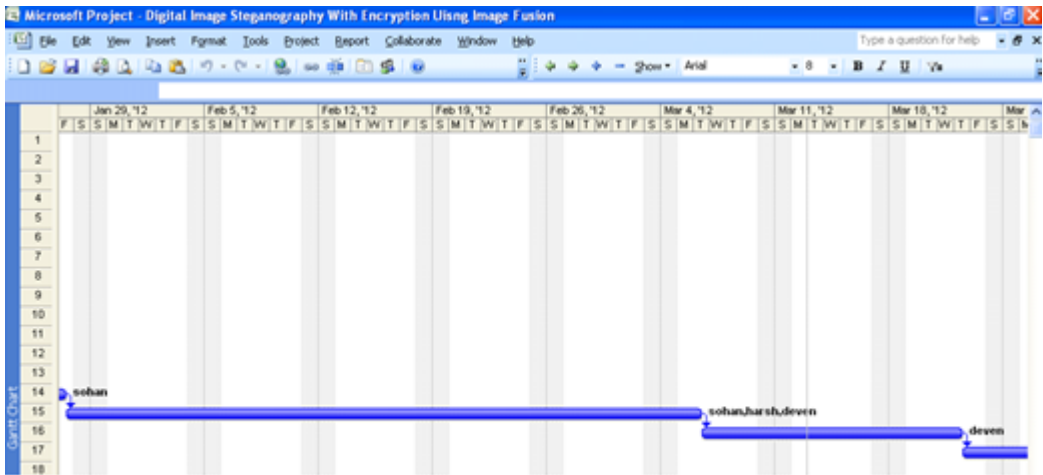 Microsoft Project - Digital Image Steganography With Encryption Uisng Image Fusion
File Edit View Insert Format Tools Project Report Collaborate Window Help Type a question for help
Show Arial 8 B I U
Jan 29, '12 Feb 5, '12 Feb 12, '12 Feb 19, '12 Feb 26, '12 Mar 4, '12 Mar 11, '12 Mar 18, '12 Mar
F S S M T W T F S S M T W T F S S M T W T F S S M T W T F S S M T W T F S S M T W T F S S M T W T F S S M T W T F S S M
1
2
3
4
5
6
7
8
9
10
11
12
13
14 sohan
15 sohan,harsh,deven
16 deven
17
18
Gantt Chart